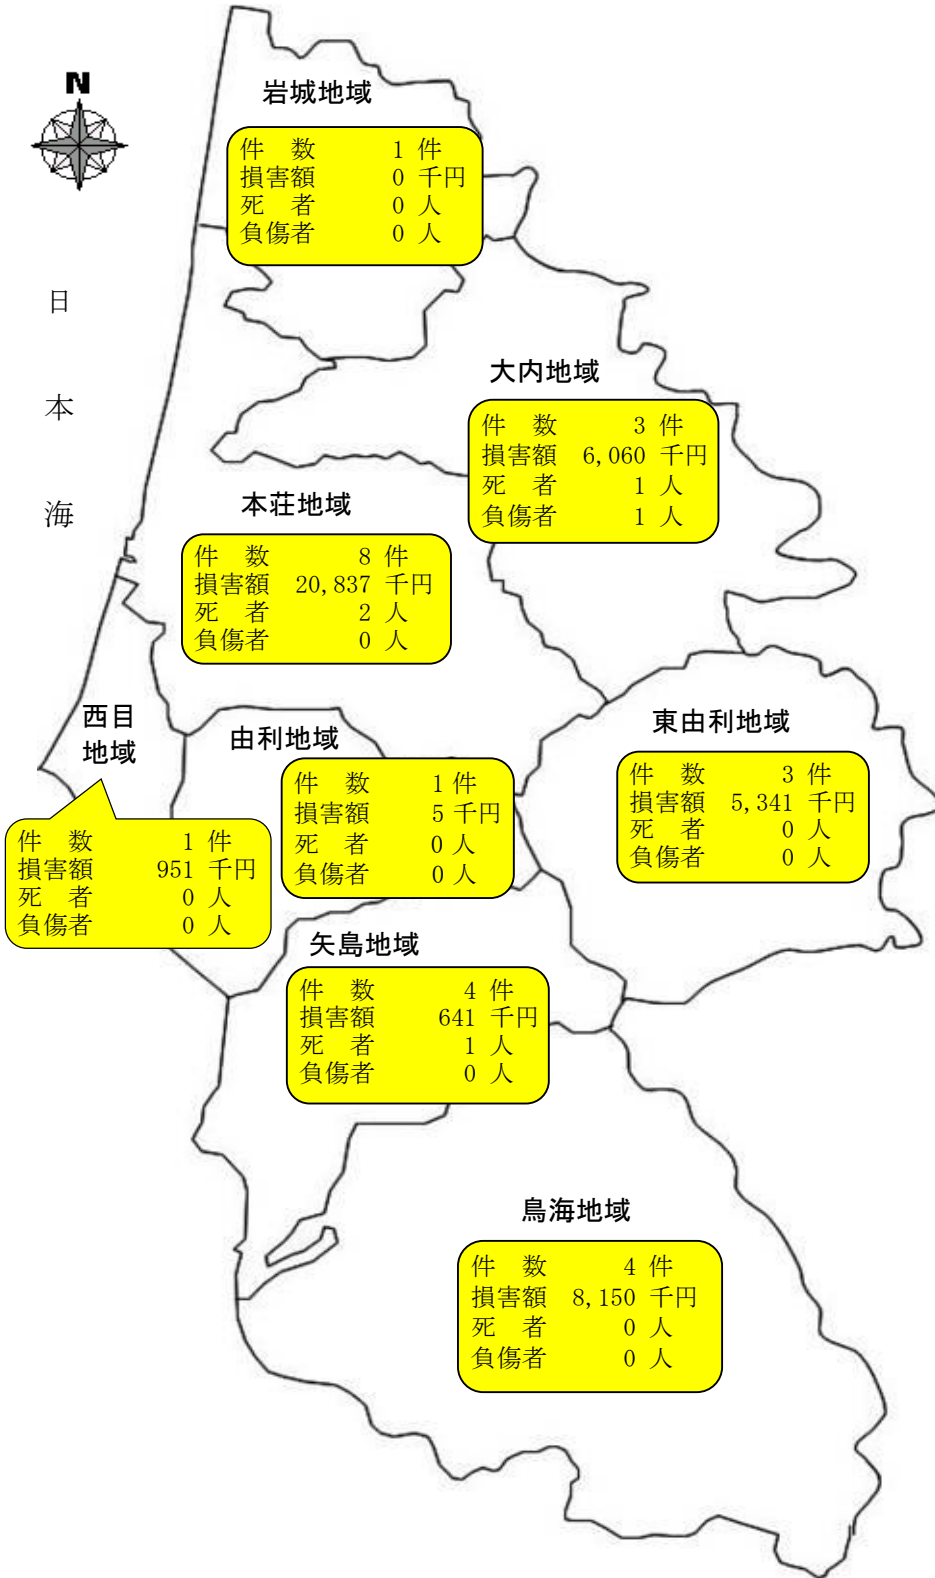 N
岩城地域
件　数　1 件
損害額　0 千円
死　者　0 人
負傷者　0 人
日
本
海
大内地域
件　数　3 件
損害額　6,060 千円
死　者　1 人
負傷者　1 人
本荘地域
件　数　8 件
損害額　20,837 千円
死　者　2 人
負傷者　0 人
西目
地域
件　数　1 件
損害額　951 千円
死　者　0 人
負傷者　0 人
由利地域
件　数　1 件
損害額　5 千円
死　者　0 人
負傷者　0 人
東由利地域
件　数　3 件
損害額　5,341 千円
死　者　0 人
負傷者　0 人
矢島地域
件　数　4 件
損害額　641 千円
死　者　1 人
負傷者　0 人
鳥海地域
件　数　4 件
損害額　8,150 千円
死　者　0 人
負傷者　0 人